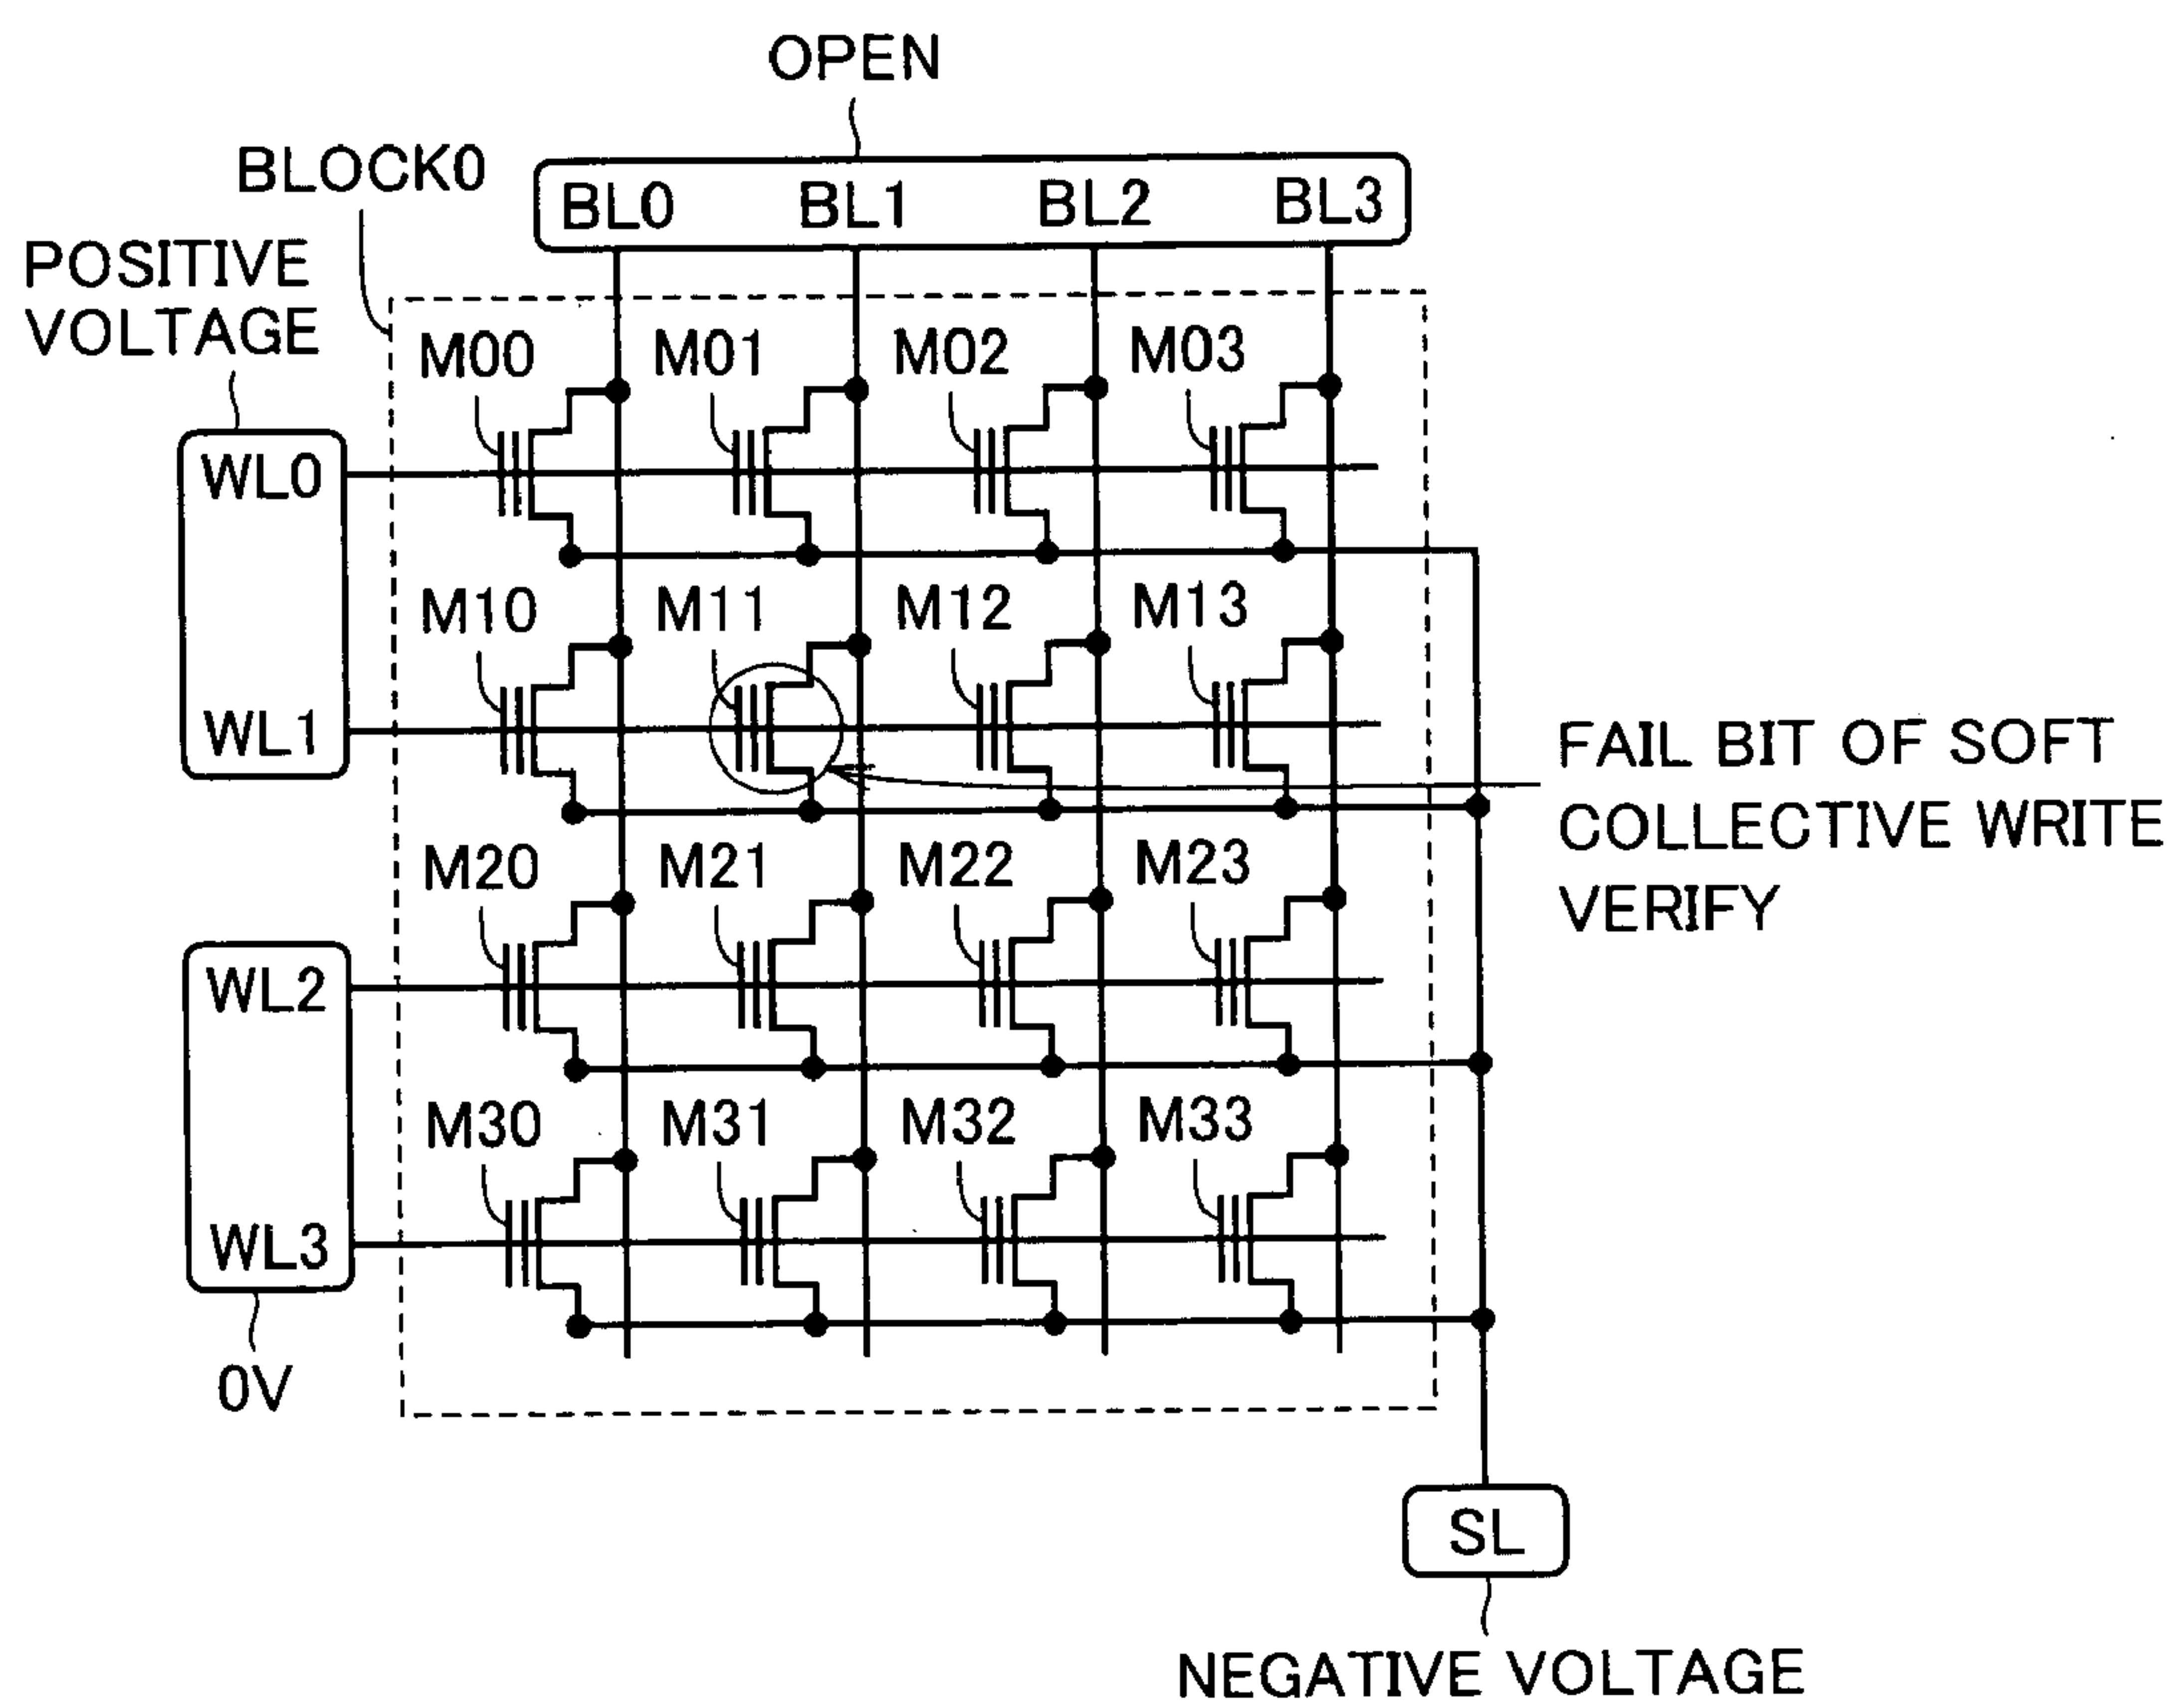 OPEN
BLOCK0
BL0 BL1 BL2 BL3
POSITIVE
VOLTAGE
M00 M01 M02 M03
WL0
M10 M11 M12 M13
WL1
FAIL BIT OF SOFT
COLLECTIVE WRITE
VERIFY
M20 M21 M22 M23
WL2
M30 M31 M32 M33
WL3
0V
SL
NEGATIVE VOLTAGE